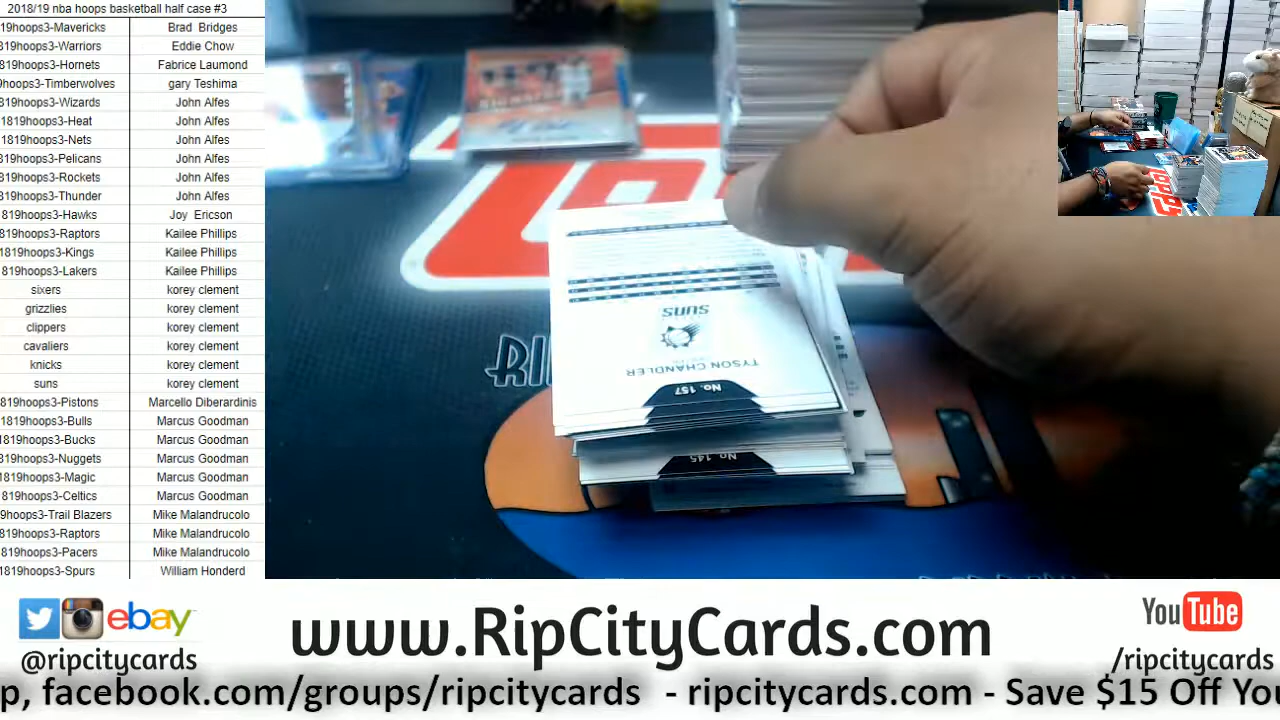 2018/19 nba hoops basketball half case #3
19hoops3-Mavericks Brad Bridges
819hoops3-Warriors Eddie Chow
819hoops3-Hornets Fabrice Laumond
9hoops3-Timberwolves gary Teshima
819hoops3-Wizards John Alfes
1819hoops3-Heat John Alfes
1819hoops3-Nets John Alfes
819hoops3-Pelicans John Alfes
819hoops3-Rockets John Alfes
819hoops3-Thunder John Alfes
819hoops3-Hawks Joy Ericson
819hoops3-Raptors Kailee Phillips
1819hoops3-Kings Kailee Phillips
819hoops3-Lakers Kailee Phillips
sixers korey clement
grizzlies korey clement
clippers korey clement
cavaliers korey clement
knicks korey clement
suns korey clement
819hoops3-Pistons Marcello Diberardinis
1819hoops3-Bulls Marcus Goodman
1819hoops3-Bucks Marcus Goodman
819hoops3-Nuggets Marcus Goodman
1819hoops3-Magic Marcus Goodman
819hoops3-Celtics Marcus Goodman
9hoops3-Trail Blazers Mike Malandrucolo
819hoops3-Raptors Mike Malandrucolo
819hoops3-Pacers Mike Malandrucolo
1819hoops3-Spurs William Honderd
SUNS
TYSON CHANDLER
No. 157
No. 145
RI
ebay
@ripcitycards
www.RipCityCards.com
YouTube
/ripcitycards
p, facebook.com/groups/ripcitycards - ripcitycards.com - Save $15 Off You